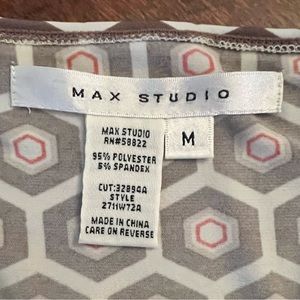 MAX STUDIO
MAX STUDIO
RN#58822
M
95% POLYESTER
5% SPANDEX
CUT:32894A
STYLE
2711W72A
MADE IN CHINA
CARE ON REVERSE